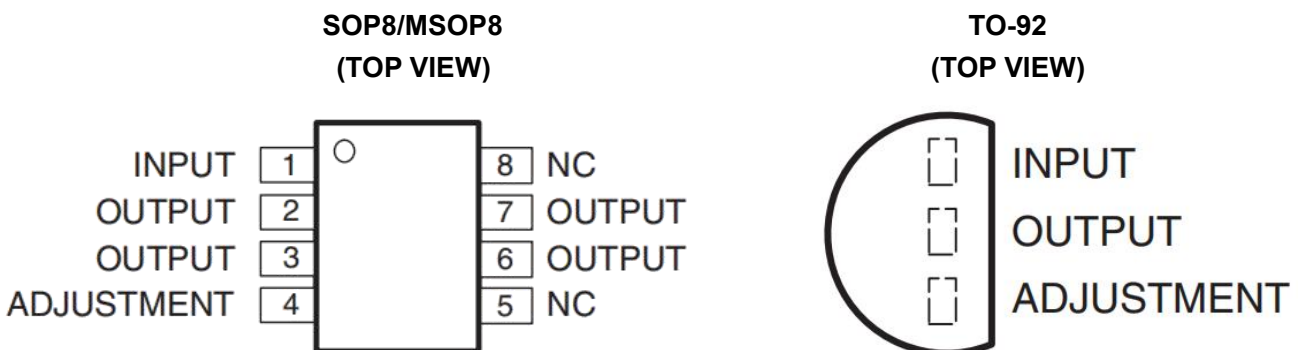 SOP8/MSOP8
(TOP VIEW)
INPUT 1 8 NC
OUTPUT 2 7 OUTPUT
OUTPUT 3 6 OUTPUT
ADJUSTMENT 4 5 NC
TO-92
(TOP VIEW)
INPUT
OUTPUT
ADJUSTMENT